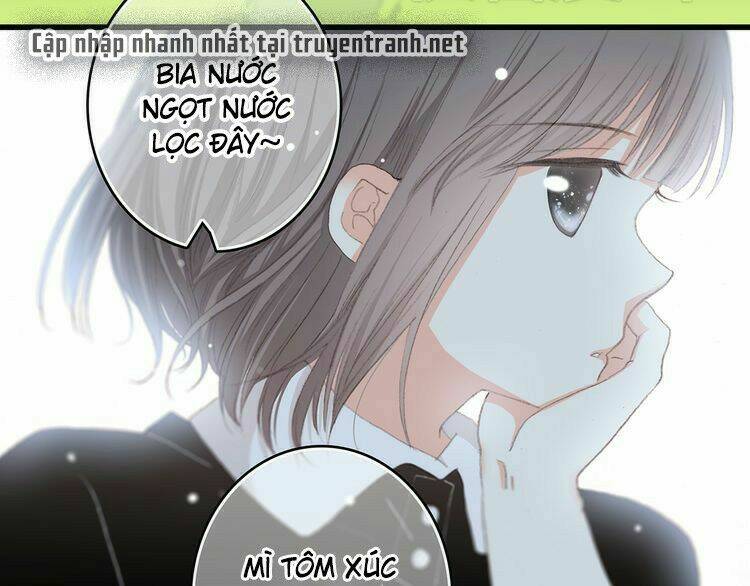 Cập nhập nhanh nhất tại truyentranh.net
BIA NƯỚC
NGỌT NƯỚC
LỌC ĐÂY~
MÌ TÔM XÚC